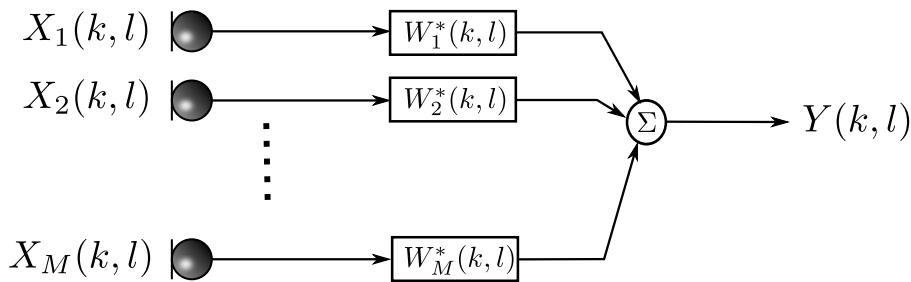 X_1(k, l) W_1^*(k, l)
X_2(k, l) W_2^*(k, l)
Σ Y(k, l)
X_M(k, l) W_M^*(k, l)